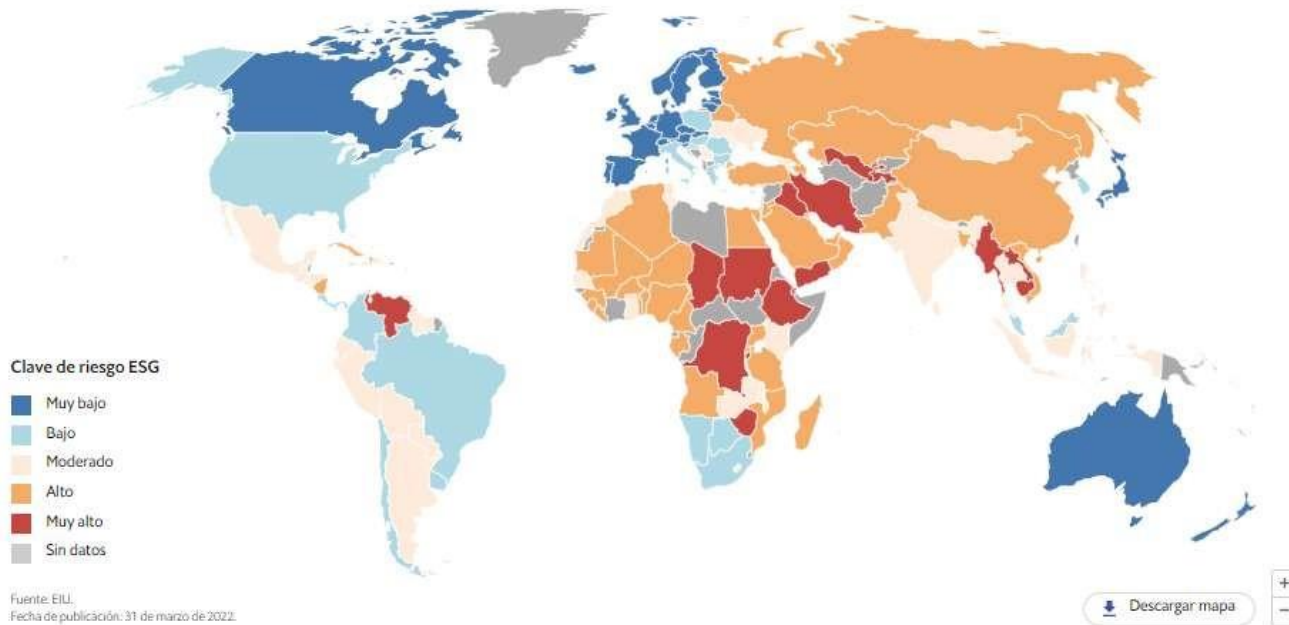 Clave de riesgo ESG
Muy bajo
Bajo
Moderado
Alto
Muy alto
Sin datos
Fuente: EIU.
Fecha de publicación: 31 de marzo de 2022.
Descargar mapa
+
−